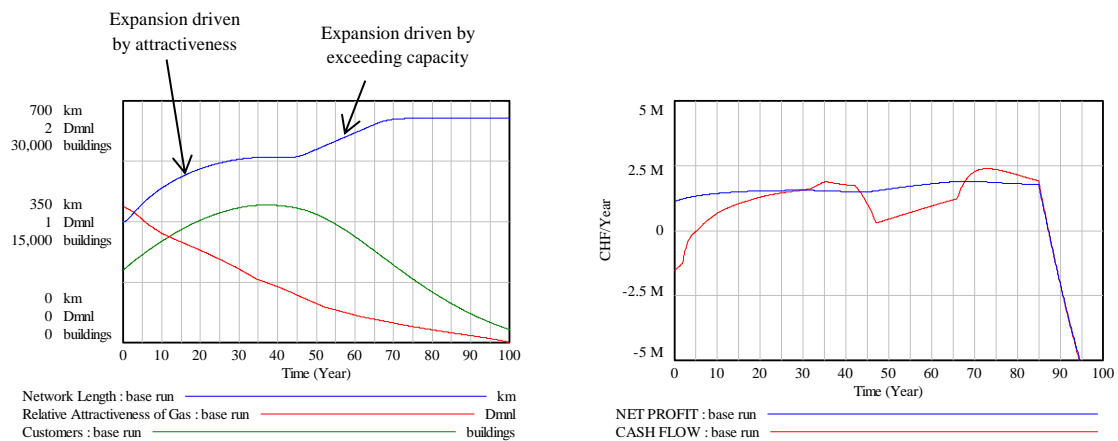 Expansion driven
by attractiveness
Expansion driven by
exceeding capacity
700 km
2 Dmnl
30,000 buildings
350 km
1 Dmnl
15,000 buildings
0 km
0 Dmnl
0 buildings
0 10 20 30 40 50 60 70 80 90 100
Time (Year)
Network Length : base run km
Relative Attractiveness of Gas : base run Dmnl
Customers : base run buildings
5 M
2.5 M
0
-2.5 M
-5 M
CHF/Year
0 10 20 30 40 50 60 70 80 90 100
Time (Year)
NET PROFIT : base run
CASH FLOW : base run